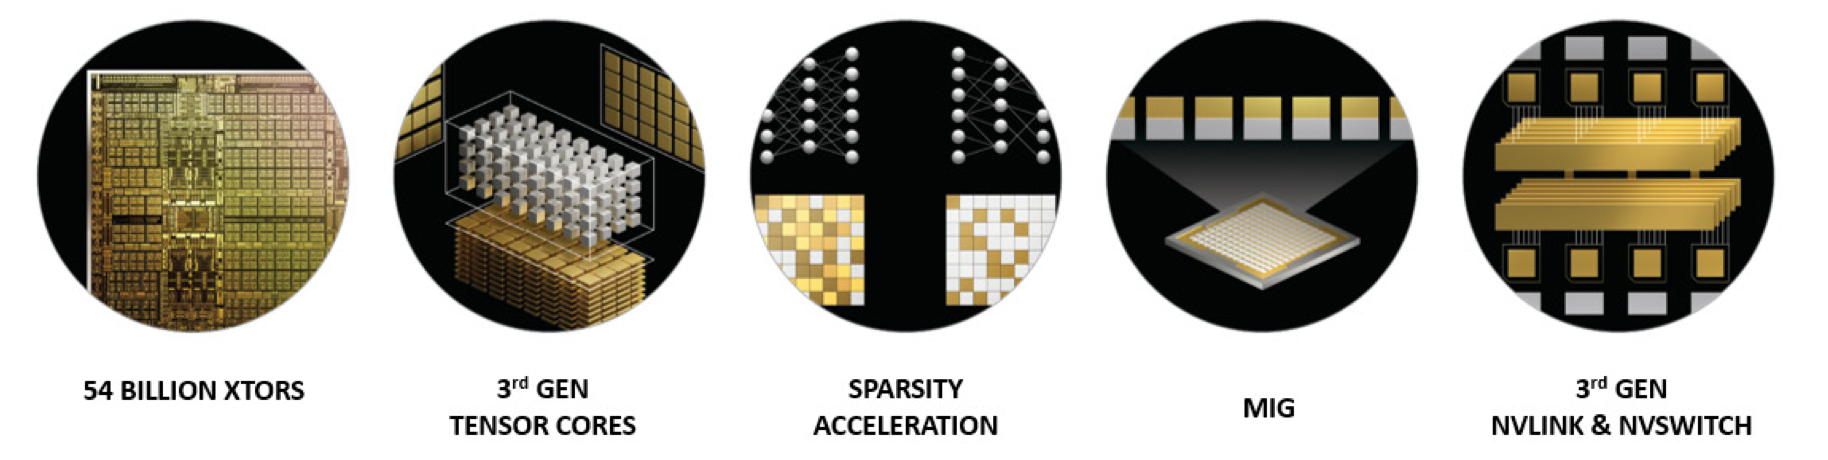 54 BILLION XTORS
3rd GEN
TENSOR CORES
SPARSITY
ACCELERATION
MIG
3rd GEN
NVLINK & NVSWITCH